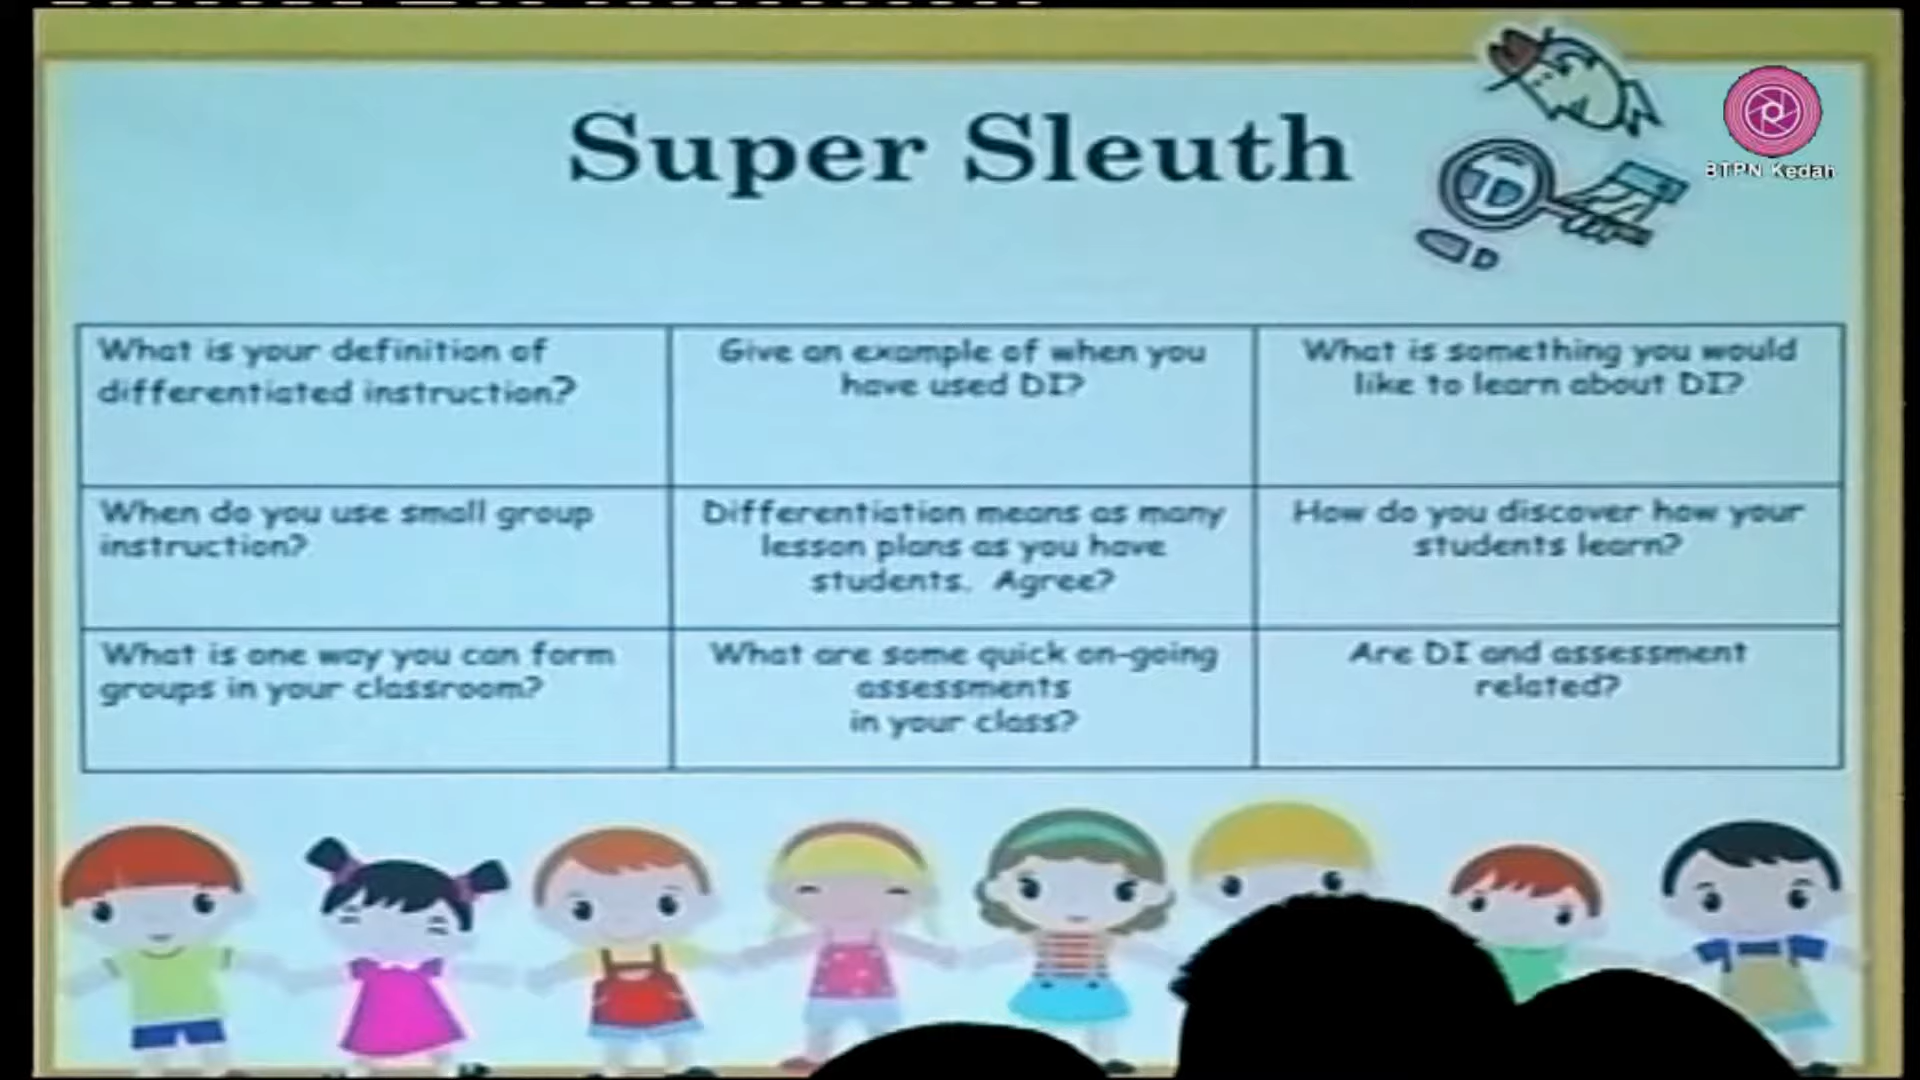 Super Sleuth
BTPN Kedah
What is your definition of
differentiated instruction?
Give an example of when you
have used DI?
What is something you would
like to learn about DI?
When do you use small group
instruction?
Differentiation means as many
lesson plans as you have
students. Agree?
How do you discover how your
students learn?
What is one way you can form
groups in your classroom?
What are some quick on-going
assessments
in your class?
Are DI and assessment
related?